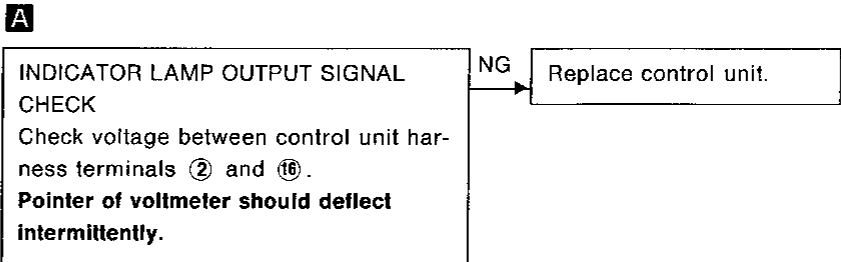 A
INDICATOR LAMP OUTPUT SIGNAL
CHECK
Check voltage between control unit har-
ness terminals ② and ⑯.
Pointer of voltmeter should deflect
intermittently.
NG
Replace control unit.